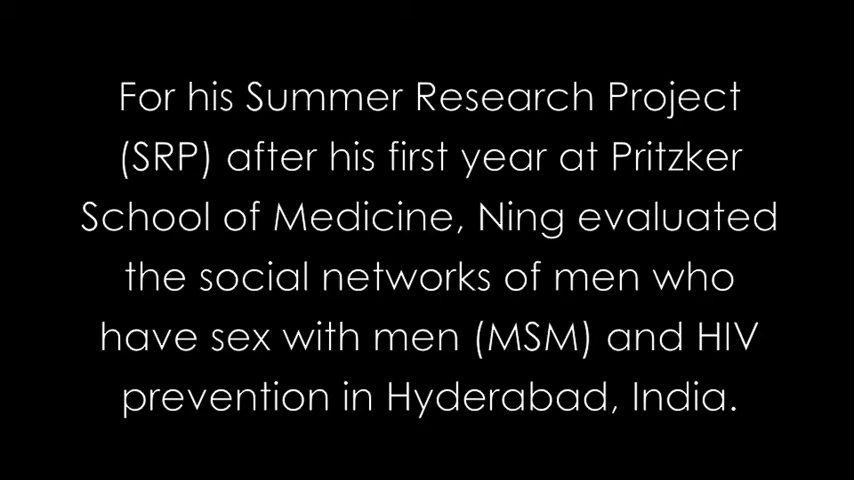 For his Summer Research Project
(SRP) after his first year at Pritzker
School of Medicine, Ning evaluated
the social networks of men who
have sex with men (MSM) and HIV
prevention in Hyderabad, India.